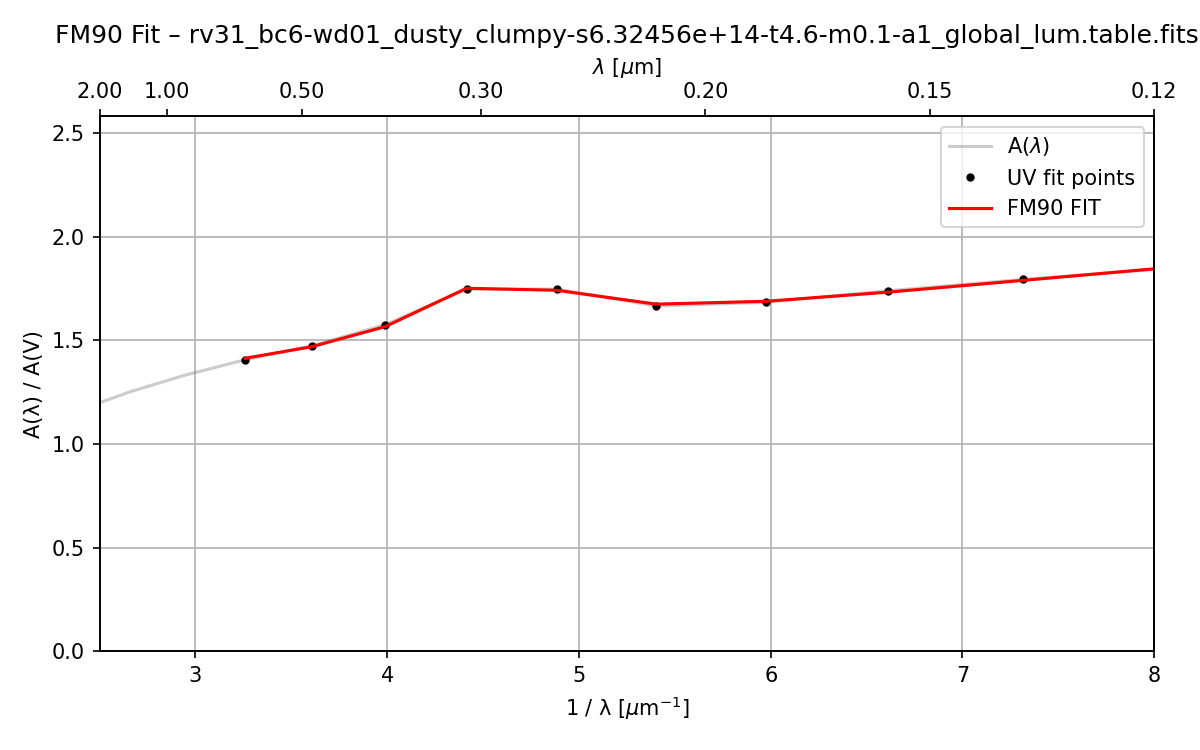 FM90 Fit – rv31_bc6-wd01_dusty_clumpy-s6.32456e+14-t4.6-m0.1-a1_global_lum.table.fits
λ [μm]
2.00 1.00 0.50 0.30 0.20 0.15 0.12
A(λ)
UV fit points
FM90 FIT
A(λ) / A(V)
2.5
2.0
1.5
1.0
0.5
0.0
3 4 5 6 7 8
1 / λ [μm⁻¹]